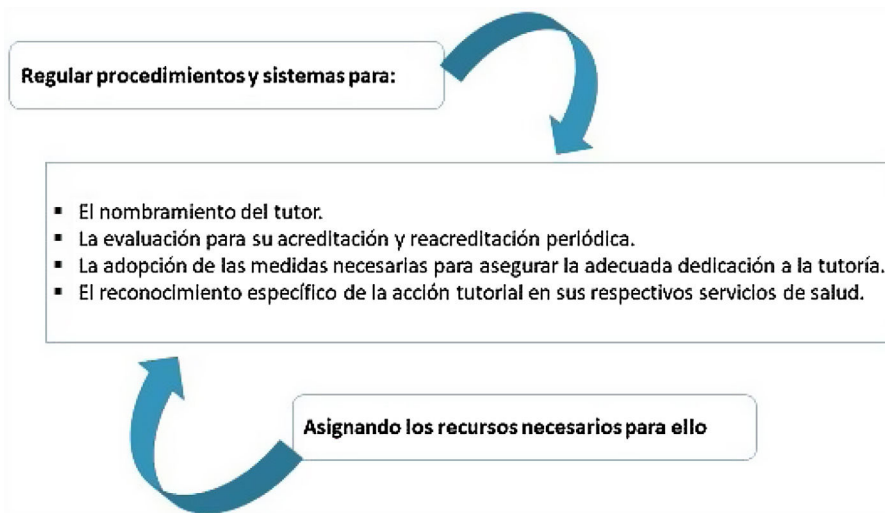 Regular procedimientos y sistemas para:
▪ El nombramiento del tutor.
▪ La evaluación para su acreditación y reacreditación periódica.
▪ La adopción de las medidas necesarias para asegurar la adecuada dedicación a la tutoría.
▪ El reconocimiento específico de la acción tutorial en sus respectivos servicios de salud.
Asignando los recursos necesarios para ello